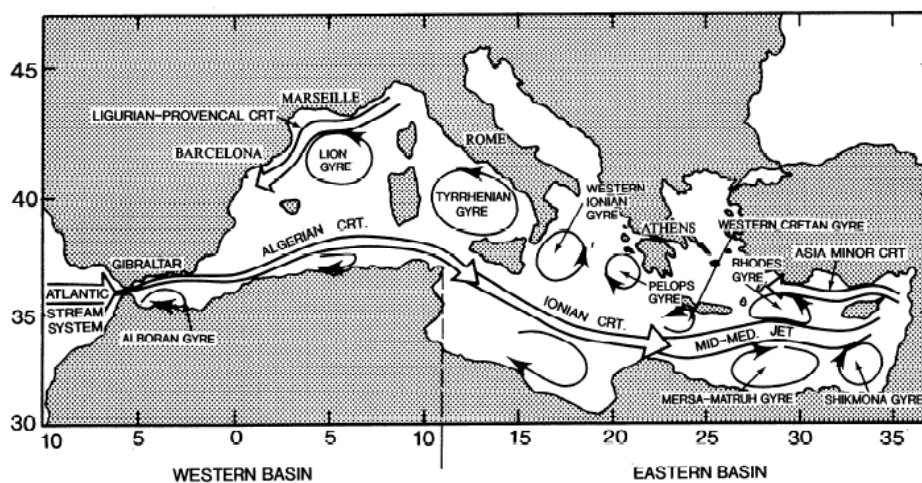 45
40
35
30
MARSEILLE
LIGURIAN-PROVENCAL CRT
BARCELONA
LION
GYRE
ROME
TYRRHENIAN
GYRE
WESTERN
IONIAN
GYRE
ATHENS
WESTERN CRETAN GYRE
ALGERIAN CRT.
GIBRALTAR
ATLANTIC
STREAM
SYSTEM
ALBORAN GYRE
PELOPS
GYRE
RHODES
GYRE
ASIA MINOR CRT
IONIAN CRT.
MID-MED. JET
MERSA-MATRUH GYRE
SHIKMONA GYRE
10 5 0 5 10 15 20 25 30 35
WESTERN BASIN
EASTERN BASIN